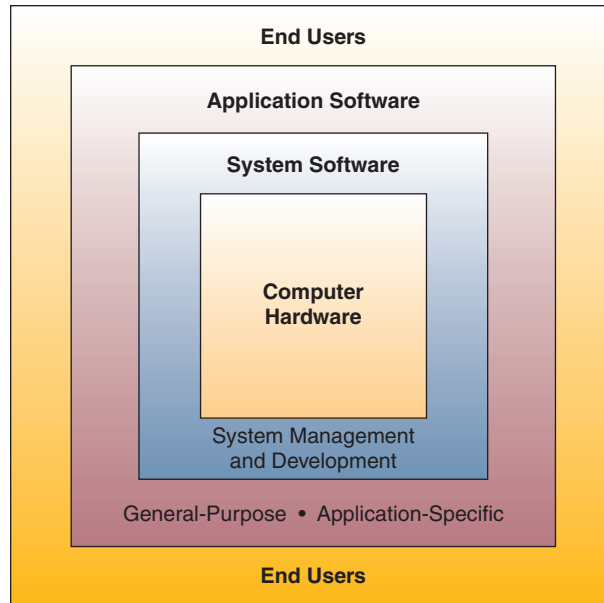 End Users
Application Software
System Software
Computer
Hardware
System Management
and Development
General-Purpose • Application-Specific
End Users